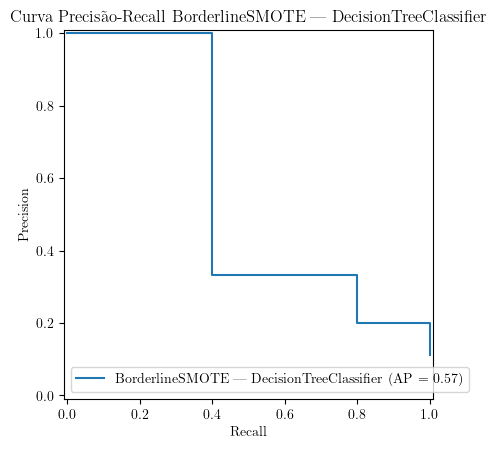 Curva Precisão-Recall BorderlineSMOTE — DecisionTreeClassifier
1.0
0.8
0.6
0.4
0.2
0.0
Precision
BorderlineSMOTE — DecisionTreeClassifier (AP = 0.57)
0.0 0.2 0.4 0.6 0.8 1.0
Recall